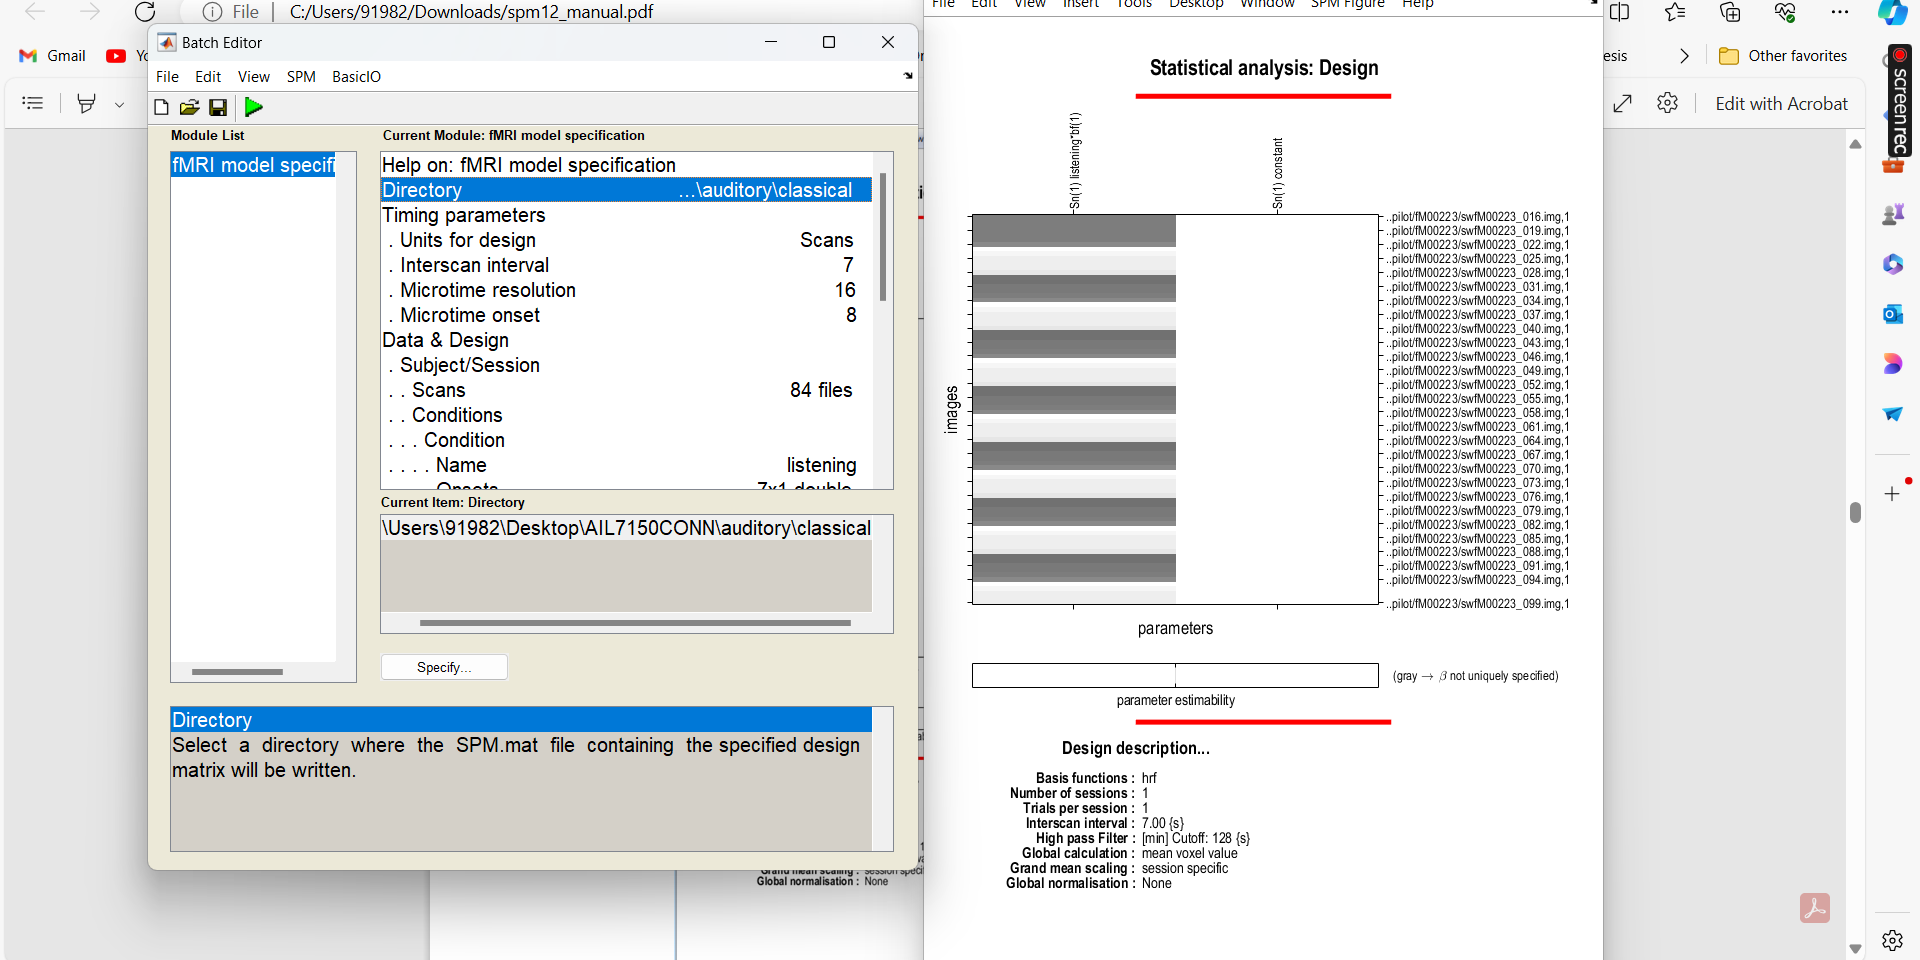 File C:/Users/91982/Downloads/spm12_manual.pdf
Gmail
esis
Other favorites
Edit with Acrobat
screenrec
Batch Editor
File Edit View SPM BasicIO
Module List
fMRI model specifi
Current Module: fMRI model specification
Help on: fMRI model specification
Directory ...\auditory\classical
Timing parameters
. Units for design Scans
. Interscan interval 7
. Microtime resolution 16
. Microtime onset 8
Data & Design
. Subject/Session
. . Scans 84 files
. . Conditions
. . . Condition
. . . . Name listening
Onsets 7x1 double
Current Item: Directory
\Users\91982\Desktop\AIL7150CONN\auditory\classical
Specify...
Directory
Select a directory where the SPM.mat file containing the specified design
matrix will be written.
Grand mean scaling : session speci
Global normalisation : None
File Edit View Insert Tools Desktop Window SPM Figure Help
Statistical analysis: Design
Sn(1) listening*bf(1)
Sn(1) constant
images
..pilot/fM00223/swfM00223_016.img,1
..pilot/fM00223/swfM00223_019.img,1
..pilot/fM00223/swfM00223_022.img,1
..pilot/fM00223/swfM00223_025.img,1
..pilot/fM00223/swfM00223_028.img,1
..pilot/fM00223/swfM00223_031.img,1
..pilot/fM00223/swfM00223_034.img,1
..pilot/fM00223/swfM00223_037.img,1
..pilot/fM00223/swfM00223_040.img,1
..pilot/fM00223/swfM00223_043.img,1
..pilot/fM00223/swfM00223_046.img,1
..pilot/fM00223/swfM00223_049.img,1
..pilot/fM00223/swfM00223_052.img,1
..pilot/fM00223/swfM00223_055.img,1
..pilot/fM00223/swfM00223_058.img,1
..pilot/fM00223/swfM00223_061.img,1
..pilot/fM00223/swfM00223_064.img,1
..pilot/fM00223/swfM00223_067.img,1
..pilot/fM00223/swfM00223_070.img,1
..pilot/fM00223/swfM00223_073.img,1
..pilot/fM00223/swfM00223_076.img,1
..pilot/fM00223/swfM00223_079.img,1
..pilot/fM00223/swfM00223_082.img,1
..pilot/fM00223/swfM00223_085.img,1
..pilot/fM00223/swfM00223_088.img,1
..pilot/fM00223/swfM00223_091.img,1
..pilot/fM00223/swfM00223_094.img,1
..pilot/fM00223/swfM00223_099.img,1
parameters
(gray → β not uniquely specified)
parameter estimability
Design description...
Basis functions : hrf
Number of sessions : 1
Trials per session : 1
Interscan interval : 7.00 {s}
High pass Filter : [min] Cutoff: 128 {s}
Global calculation : mean voxel value
Grand mean scaling : session specific
Global normalisation : None